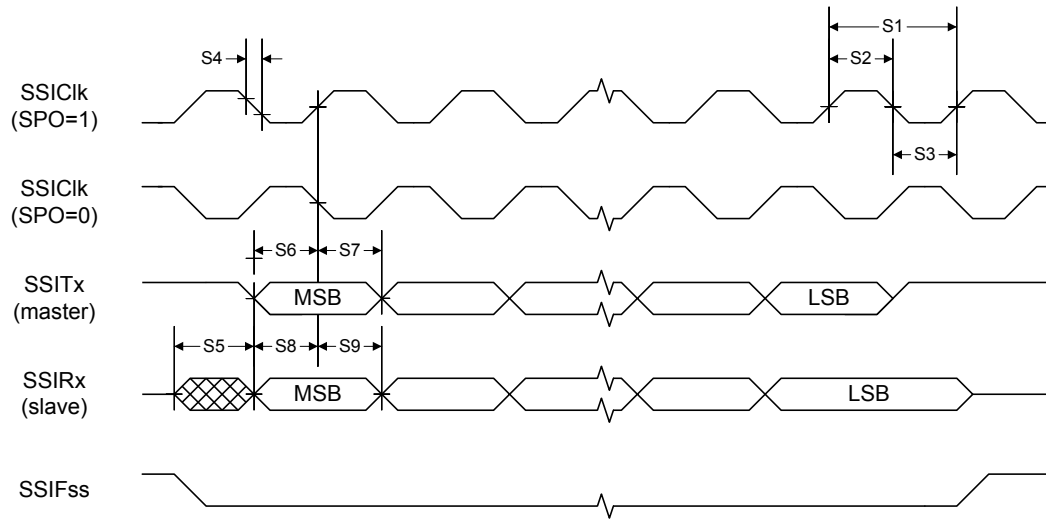 S1
S4
S2
SSIClk
(SPO=1)
S3
SSIClk
(SPO=0)
S6
S7
SSITx
(master)
MSB
LSB
S5
S8
S9
SSIRx
(slave)
MSB
LSB
SSIFss